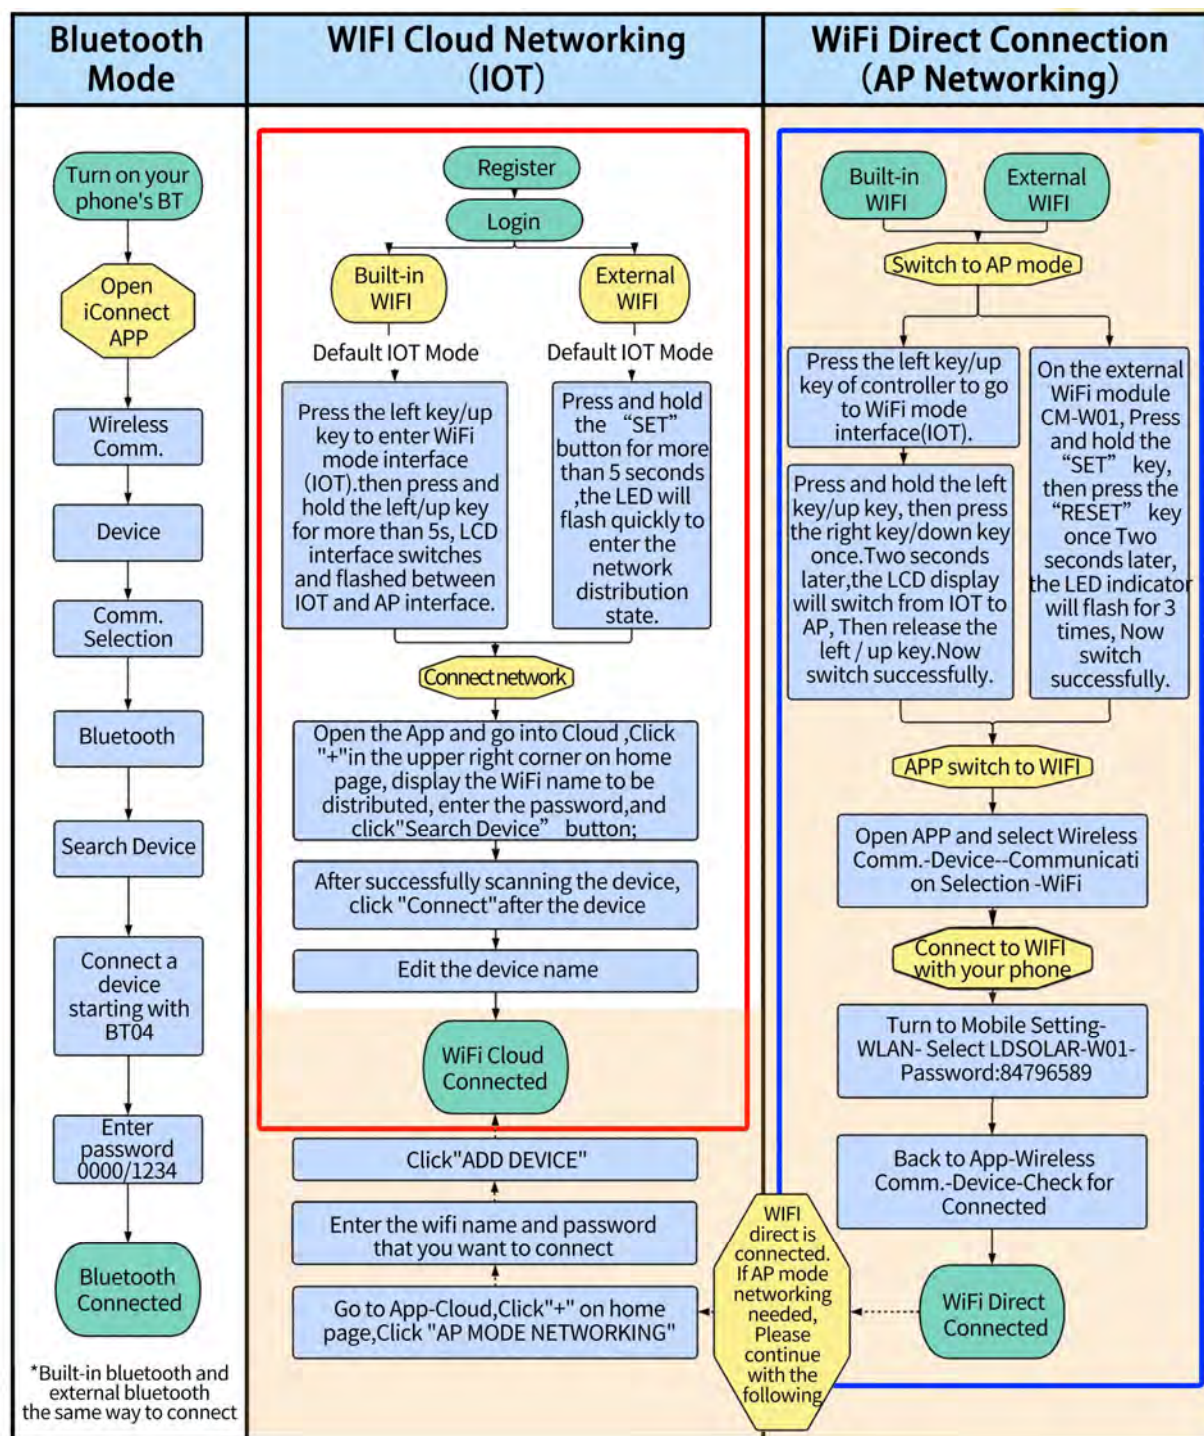 Bluetooth
Mode
Turn on your
phone's BT
Open
iConnect
APP
Wireless
Comm.
Device
Comm.
Selection
Bluetooth
Search Device
Connect a
device
starting with
BT04
Enter
password
0000/1234
Bluetooth
Connected
*Built-in bluetooth and
external bluetooth
the same way to connect
WIFI Cloud Networking
(IOT)
Register
Login
Built-in
WIFI
Default IOT Mode
Press the left key/up
key to enter WiFi
mode interface
(IOT).then press and
hold the left/up key
for more than 5s, LCD
interface switches
and flashed between
IOT and AP interface.
External
WIFI
Default IOT Mode
Press and hold
the “SET”
button for more
than 5 seconds
,the LED will
flash quickly to
enter the
network
distribution
state.
Connect network
Open the App and go into Cloud ,Click
"+"in the upper right corner on home
page, display the WiFi name to be
distributed, enter the password,and
click"Search Device” button;
After successfully scanning the device,
click "Connect"after the device
Edit the device name
WiFi Cloud
Connected
Click"ADD DEVICE"
Enter the wifi name and password
that you want to connect
Go to App-Cloud,Click"+" on home
page,Click "AP MODE NETWORKING"
WiFi Direct Connection
(AP Networking)
Built-in
WIFI
External
WIFI
Switch to AP mode
Press the left key/up
key of controller to go
to WiFi mode
interface(IOT).
Press and hold the left
key/up key, then press
the right key/down key
once.Two seconds
later,the LCD display
will switch from IOT to
AP, Then release the
left / up key.Now
switch successfully.
On the external
WiFi module
CM-W01, Press
and hold the
“SET” key,
then press the
“RESET” key
once Two
seconds later,
the LED indicator
will flash for 3
times, Now
switch
successfully.
APP switch to WIFI
Open APP and select Wireless
Comm.-Device--Communicati
on Selection -WiFi
Connect to WIFI
with your phone
Turn to Mobile Setting-
WLAN- Select LDSOLAR-W01-
Password:84796589
Back to App-Wireless
Comm.-Device-Check for
Connected
WiFi Direct
Connected
WIFI
direct is
connected.
If AP mode
networking
needed,
Please
continue
with the
following